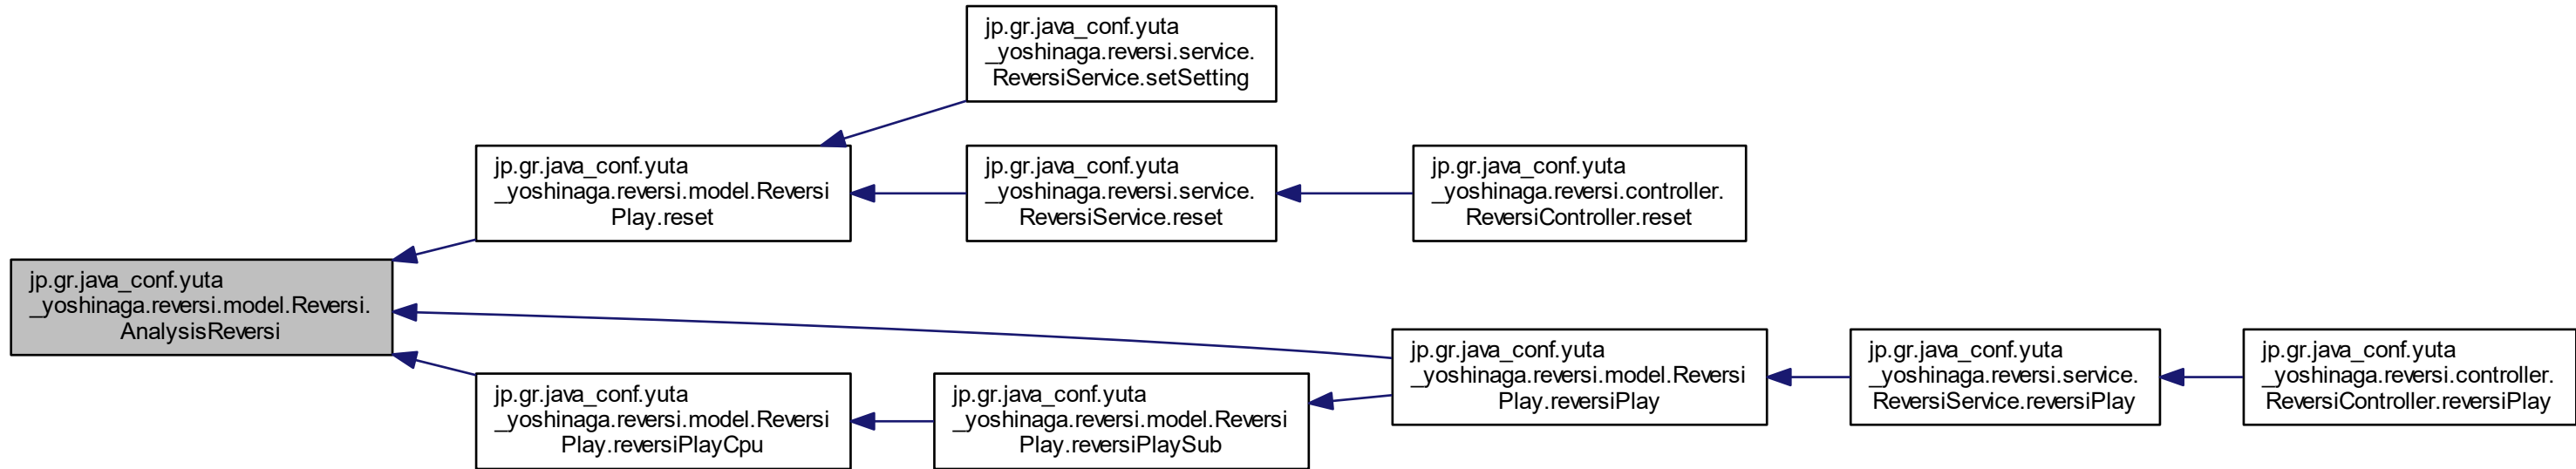 jp.gr.java_conf.yuta
_yoshinaga.reversi.service.
ReversiService.setSetting
jp.gr.java_conf.yuta
_yoshinaga.reversi.model.Reversi
Play.reset
jp.gr.java_conf.yuta
_yoshinaga.reversi.service.
ReversiService.reset
jp.gr.java_conf.yuta
_yoshinaga.reversi.controller.
ReversiController.reset
jp.gr.java_conf.yuta
_yoshinaga.reversi.model.Reversi.
AnalysisReversi
jp.gr.java_conf.yuta
_yoshinaga.reversi.model.Reversi
Play.reversiPlay
jp.gr.java_conf.yuta
_yoshinaga.reversi.service.
ReversiService.reversiPlay
jp.gr.java_conf.yuta
_yoshinaga.reversi.controller.
ReversiController.reversiPlay
jp.gr.java_conf.yuta
_yoshinaga.reversi.model.Reversi
Play.reversiPlayCpu
jp.gr.java_conf.yuta
_yoshinaga.reversi.model.Reversi
Play.reversiPlaySub